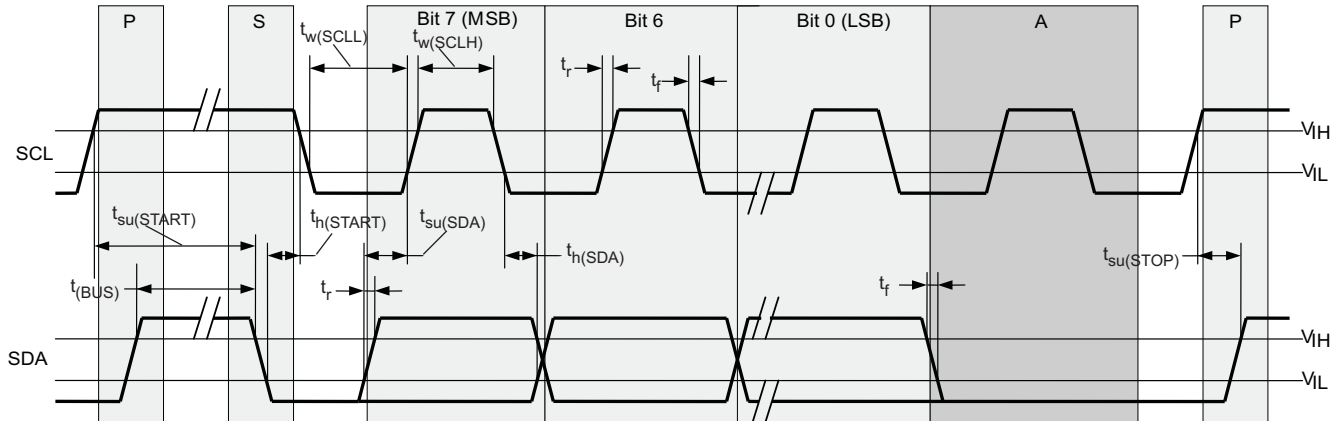 P S Bit 7 (MSB) Bit 6 Bit 0 (LSB) A P
tw(SCLL) tw(SCLH) tr tf
VIH
SCL
VIL
tsu(START) th(START) tsu(SDA) th(SDA) tsu(STOP)
t(BUS) tr tf
VIH
SDA
VIL